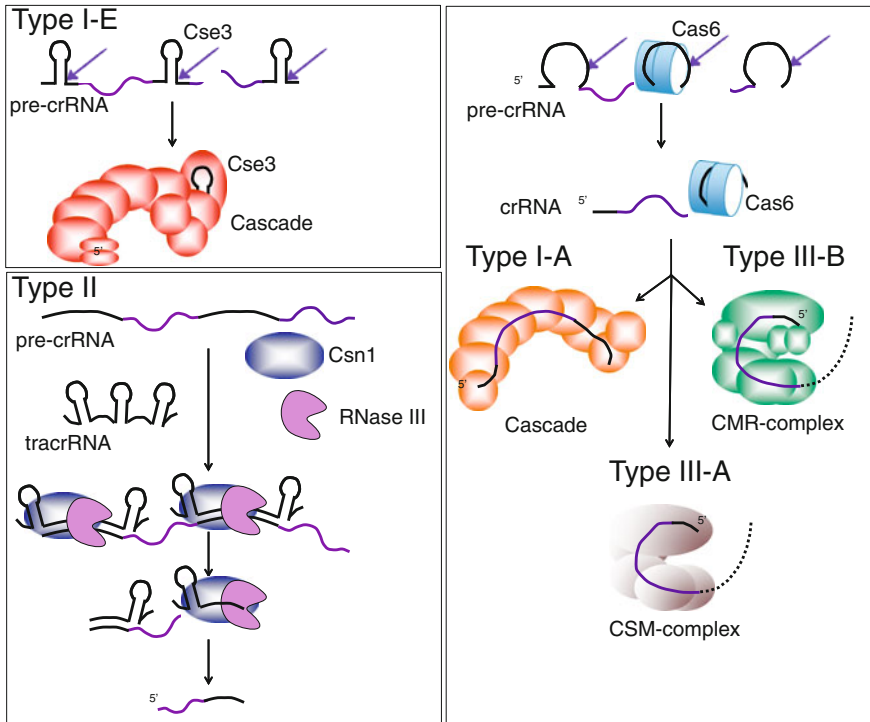 Type I-E
Cse3
pre-crRNA
Cse3
Cascade
5'
Type II
pre-crRNA
Csn1
RNase III
tracrRNA
5'
Cas6
5'
pre-crRNA
crRNA
5'
Cas6
Type I-A
Type III-B
5'
5'
Cascade
CMR-complex
Type III-A
5'
CSM-complex